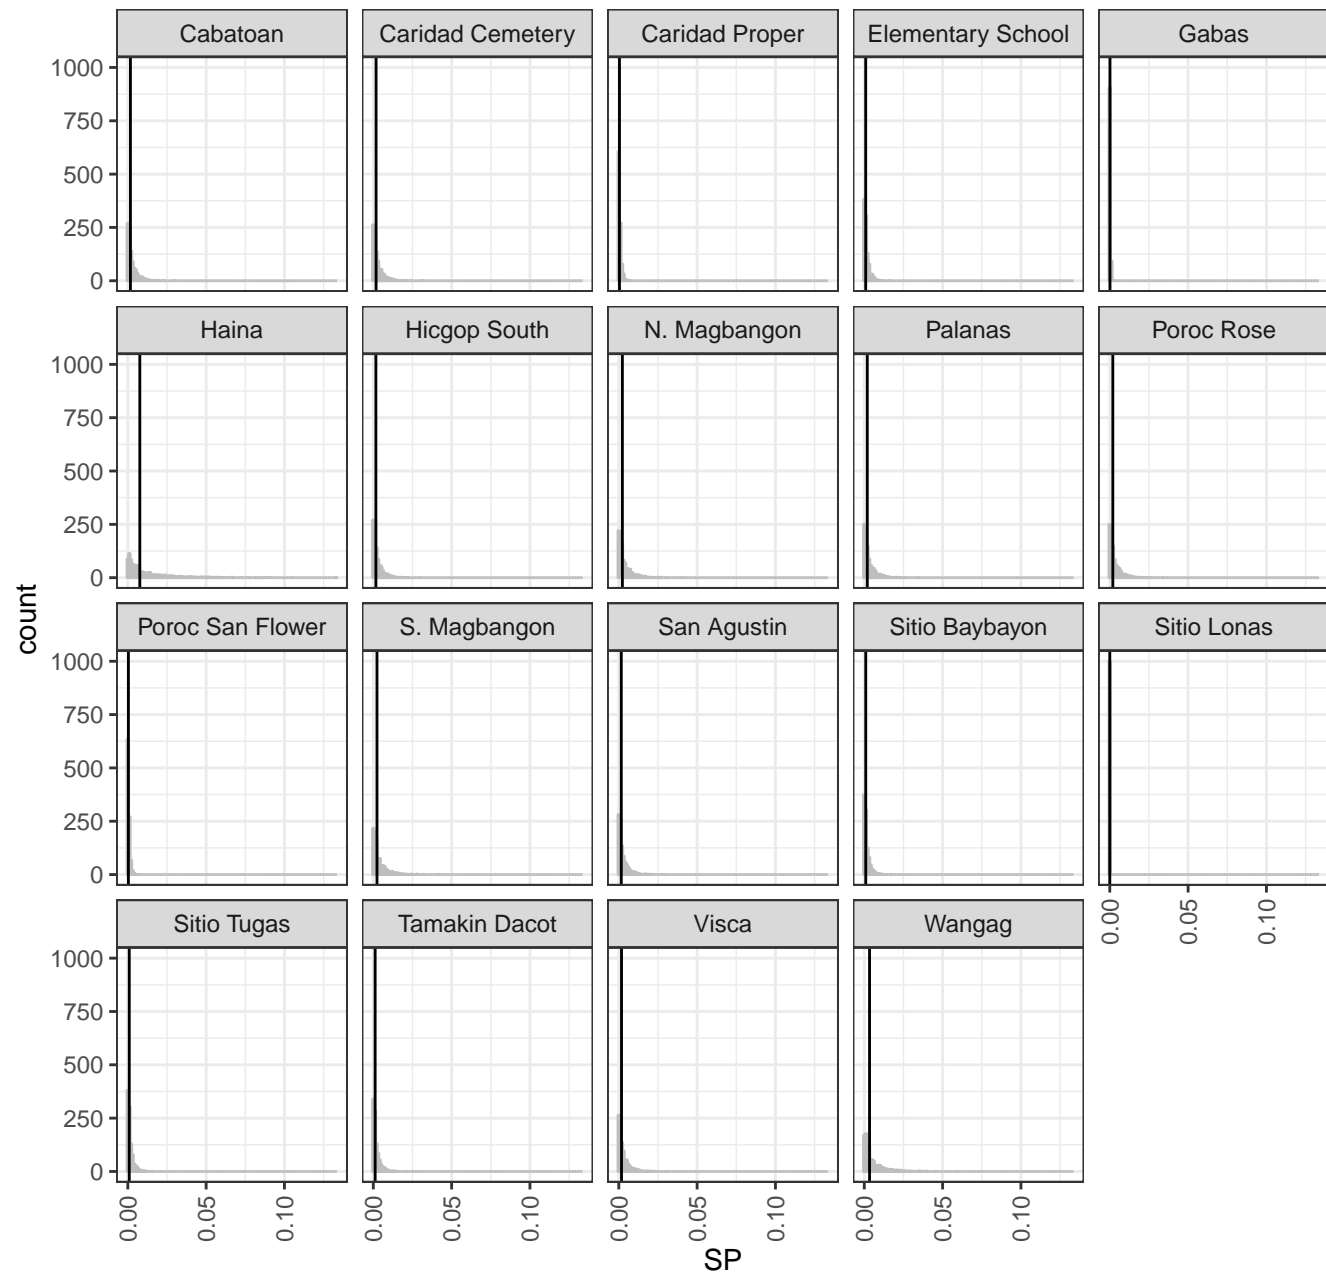 Cabatoan Caridad Cemetery Caridad Proper Elementary School Gabas
1000
750
500
250
0
Haina Hicgop South N. Magbangon Palanas Poroc Rose
1000
750
500
250
0
count
Poroc San Flower S. Magbangon San Agustin Sitio Baybayon Sitio Lonas
1000
750
500
250
0
0.00 0.05 0.10
Sitio Tugas Tamakin Dacot Visca Wangag
1000
750
500
250
0
0.00 0.05 0.10 0.00 0.05 0.10 0.00 0.05 0.10 0.00 0.05 0.10
SP